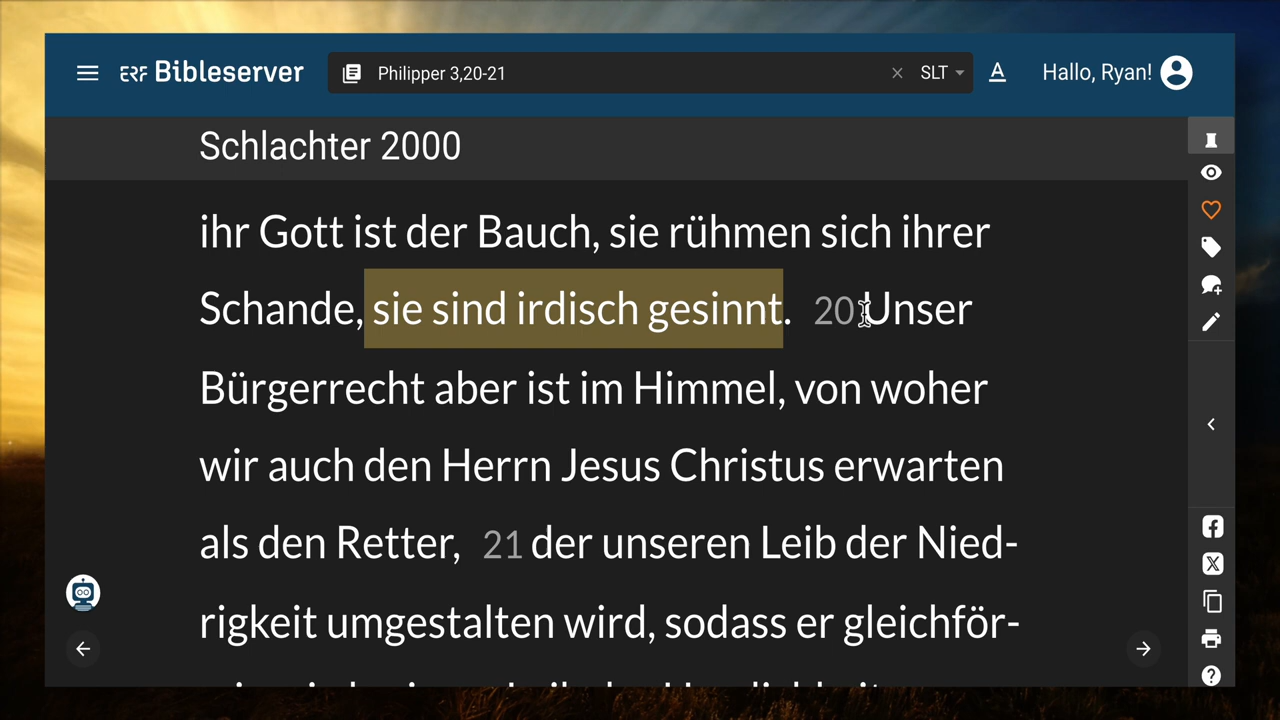 ERF Bibleserver
Philipper 3,20-21
SLT
A
Hallo, Ryan!
Schlachter 2000
ihr Gott ist der Bauch, sie rühmen sich ihrer
Schande, sie sind irdisch gesinnt. 20 Unser
Bürgerrecht aber ist im Himmel, von woher
wir auch den Herrn Jesus Christus erwarten
als den Retter, 21 der unseren Leib der Nied-
rigkeit umgestalten wird, sodass er gleichför-